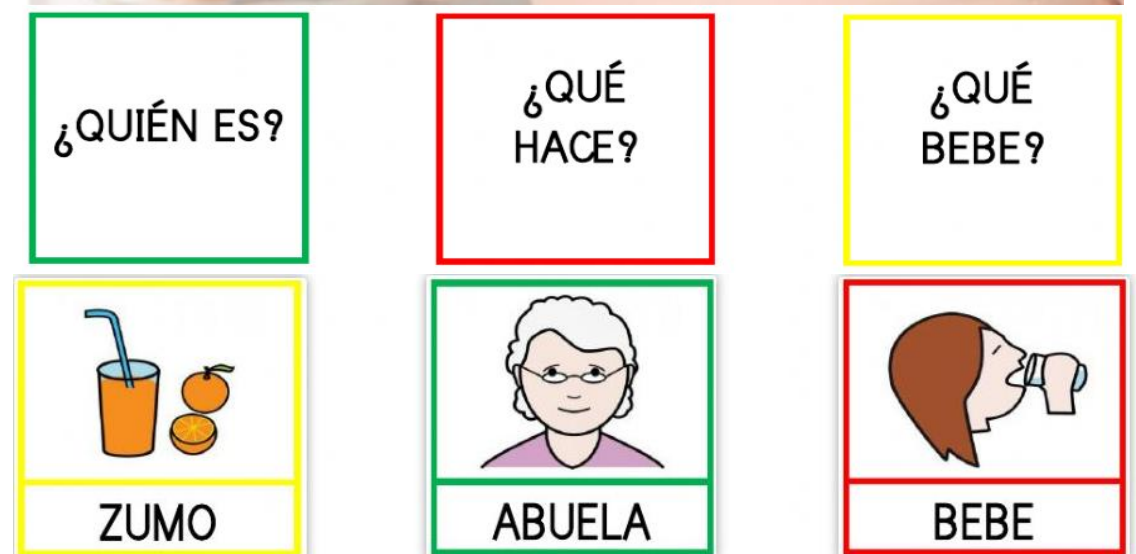 ¿QUIÉN ES?
¿QUÉ
HACE?
¿QUÉ
BEBE?
ZUMO
ABUELA
BEBE